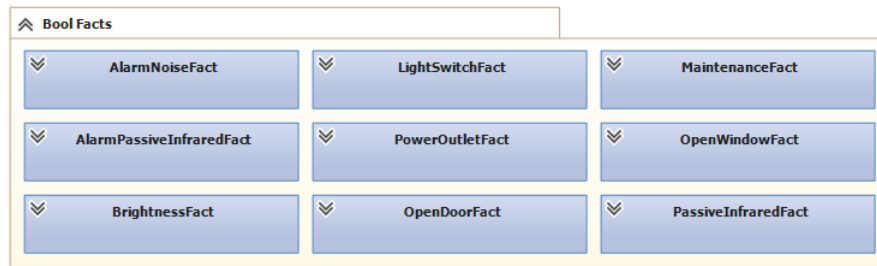 Bool Facts
AlarmNoiseFact LightSwitchFact MaintenanceFact
AlarmPassiveInfraredFact PowerOutletFact OpenWindowFact
BrightnessFact OpenDoorFact PassiveInfraredFact